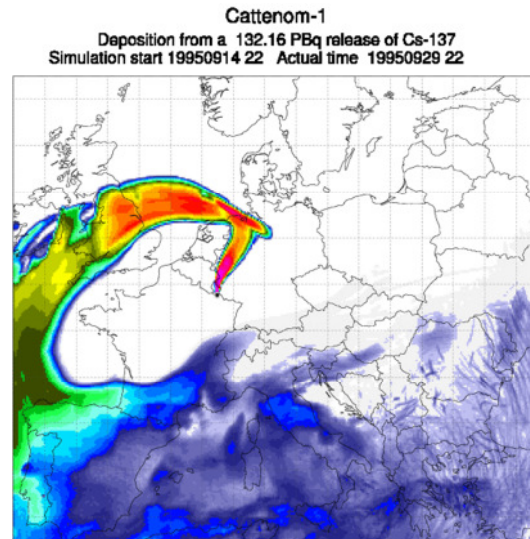 Cattenom-1
Deposition from a 132.16 PBq release of Cs-137
Simulation start 19950914 22 Actual time 19950929 22